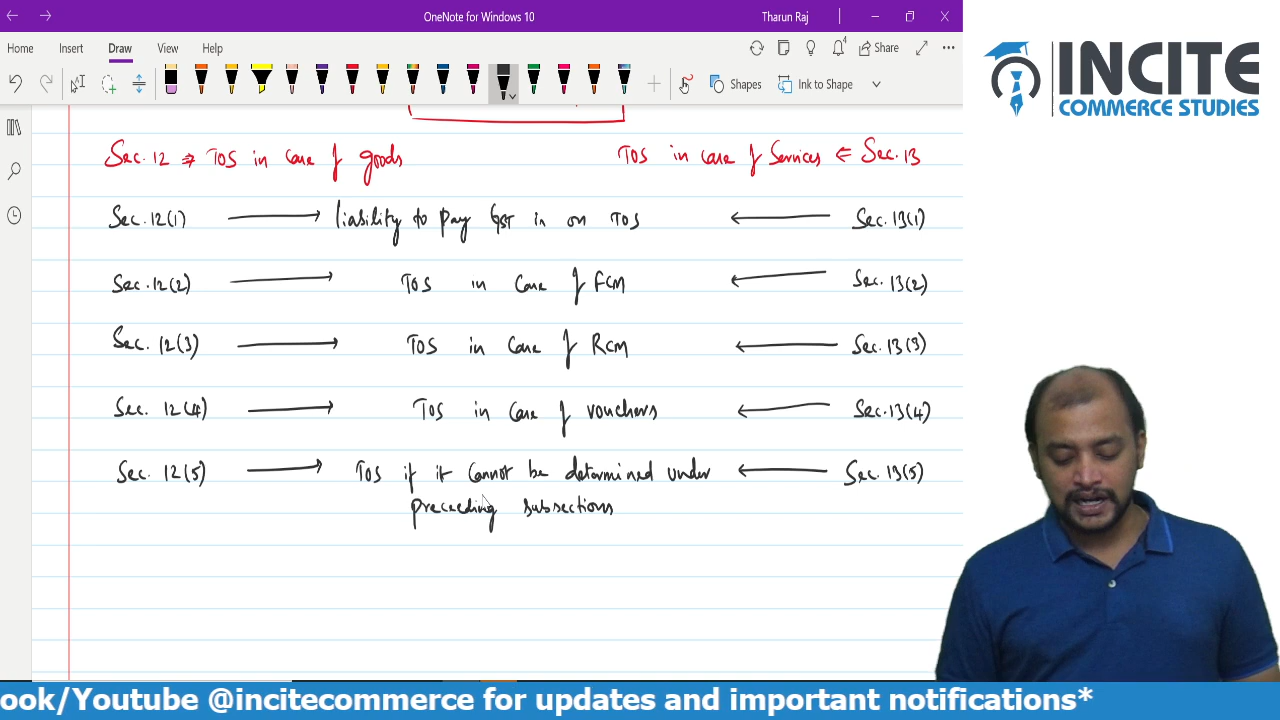 OneNote for Windows 10
Tharun Raj
Home Insert Draw View Help
4 Share
Shapes Ink to Shape
INCITE
COMMERCE STUDIES
Sec.12 ⇒ TOS in case of goods
TOS in case of Services ⇐ Sec.13
Sec.12(1) → liability to pay GST is on TOS ← Sec.13(1)
Sec.12(2) → TOS in case of FCM ← Sec.13(2)
Sec.12(3) → TOS in case of RCM ← Sec.13(3)
Sec.12(4) → TOS in case of vouchers ← Sec.13(4)
Sec.12(5) → TOS if it cannot be determined under ← Sec.13(5)
preceeding subsections
ook/Youtube @incitecommerce for updates and important notifications*